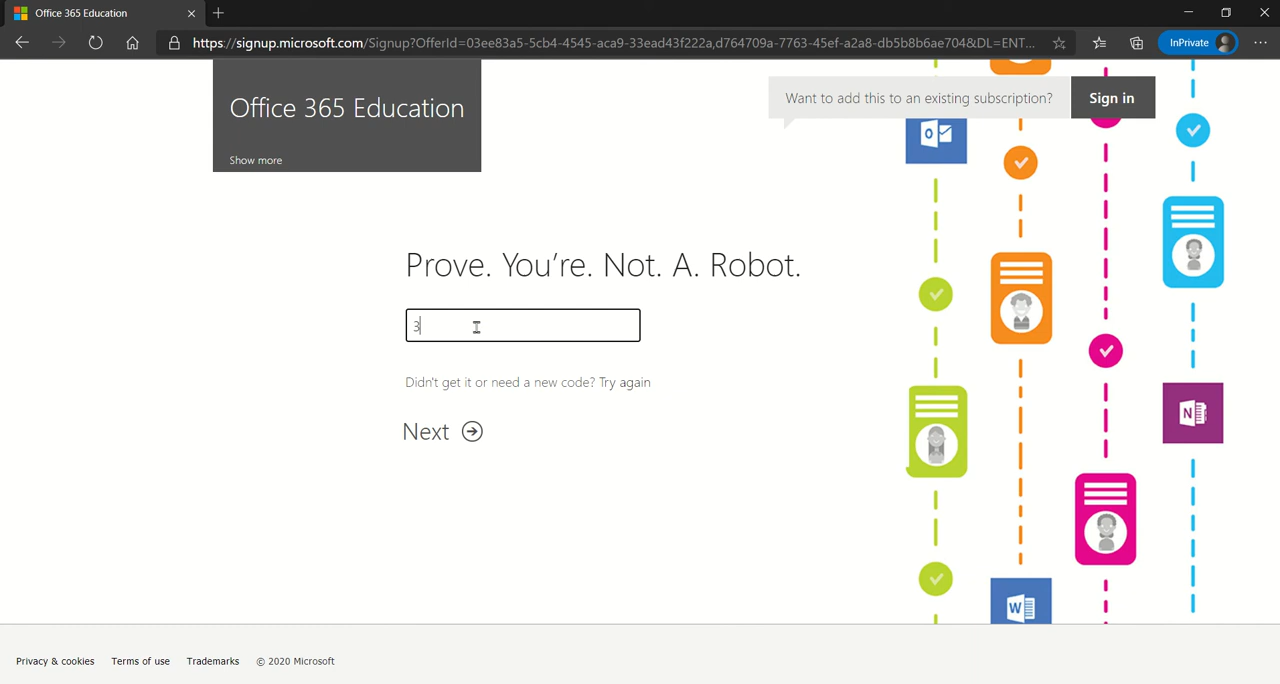 Office 365 Education
https://signup.microsoft.com/Signup?OfferId=03ee83a5-5cb4-4545-aca9-33ead43f222a,d764709a-7763-45ef-a2a8-db5b8b6ae704&DL=ENT...
InPrivate
Office 365 Education
Show more
Want to add this to an existing subscription?
Sign in
Prove. You're. Not. A. Robot.
3
Didn't get it or need a new code? Try again
Next
O
N
W
Privacy & cookies
Terms of use
Trademarks
© 2020 Microsoft